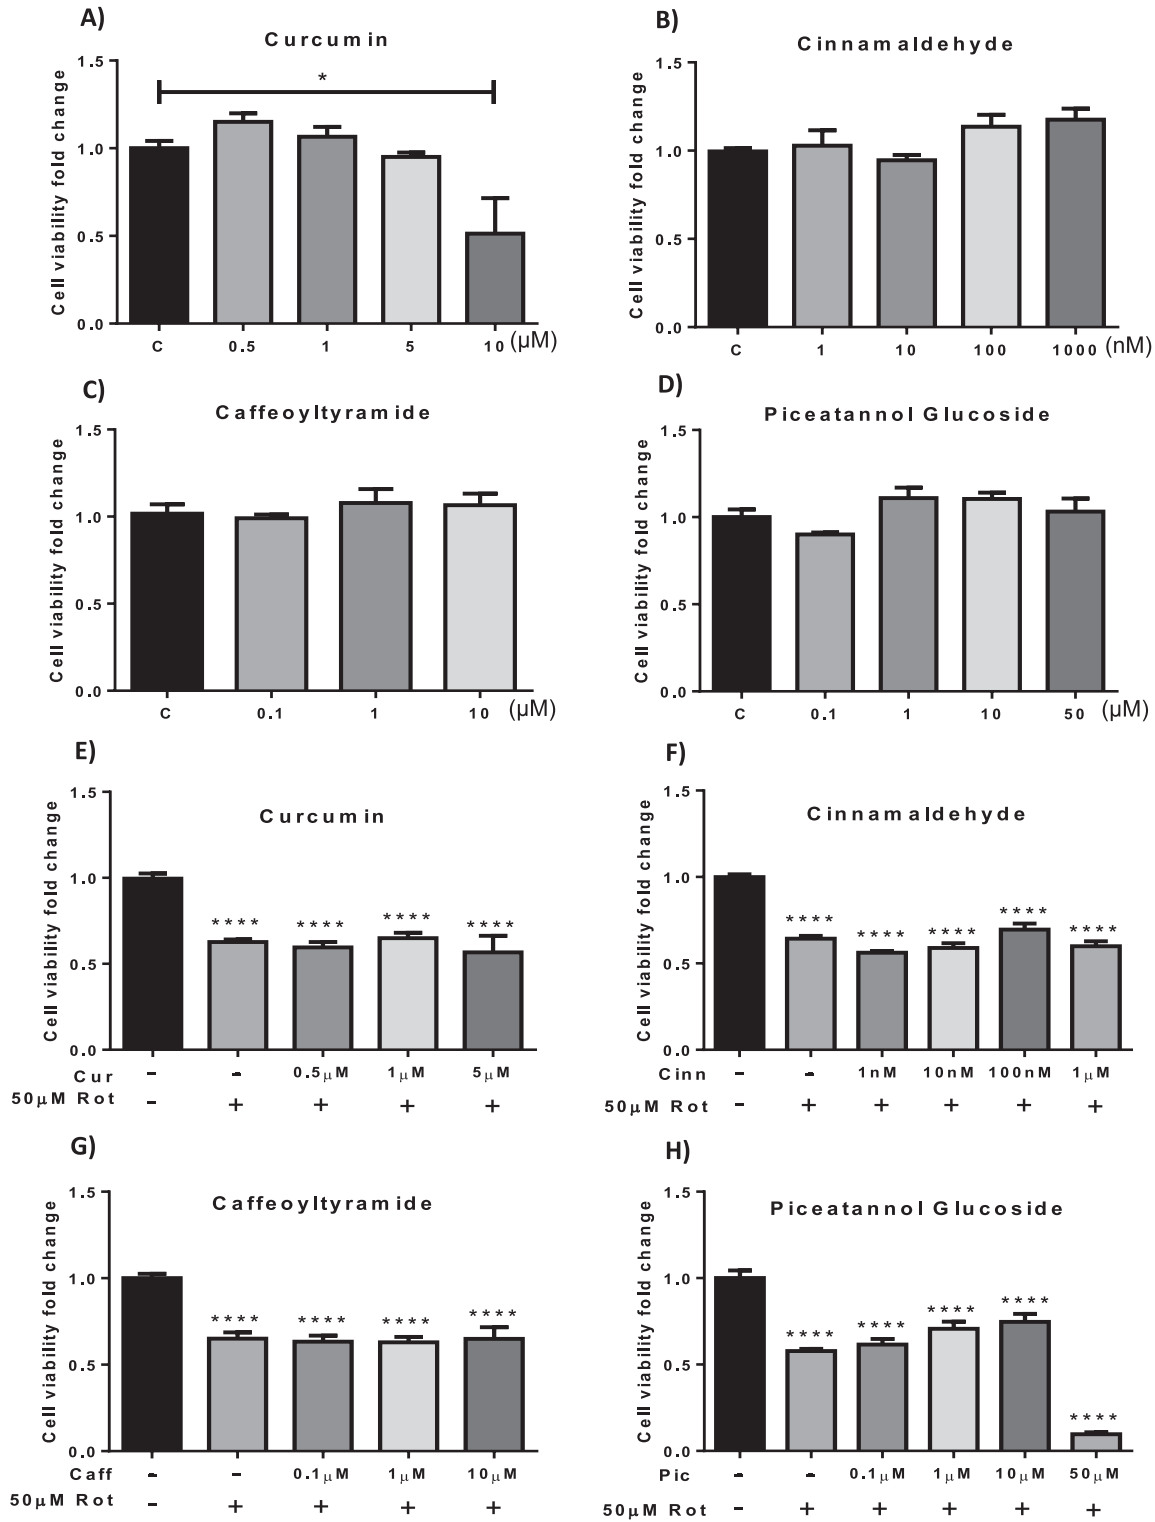 A)
Curcumin
Cell viability fold change
1.5
1.0
0.5
0.0
*
C 0.5 1 5 10 (µM)
B)
Cinnamaldehyde
Cell viability fold change
1.5
1.0
0.5
0.0
C 1 10 100 1000 (nM)
C)
Caffeoyltyramide
Cell viability fold change
1.5
1.0
0.5
0.0
C 0.1 1 10 (µM)
D)
Piceatannol Glucoside
Cell viability fold change
1.5
1.0
0.5
0.0
C 0.1 1 10 50 (µM)
E)
Curcumin
Cell viability fold change
1.5
1.0
0.5
0.0
**** **** **** ****
Cur - - 0.5µM 1µM 5µM
50µM Rot - + + + +
F)
Cinnamaldehyde
Cell viability fold change
1.5
1.0
0.5
0.0
**** **** **** **** ****
Cinn - - 1nM 10nM 100nM 1µM
50µM Rot - + + + + +
G)
Caffeoyltyramide
Cell viability fold change
1.5
1.0
0.5
0.0
**** **** **** ****
Caff - - 0.1µM 1µM 10µM
50µM Rot - + + + +
H)
Piceatannol Glucoside
Cell viability fold change
1.5
1.0
0.5
0.0
**** **** **** **** ****
Pic - - 0.1µM 1µM 10µM 50µM
50µM Rot - + + + + +